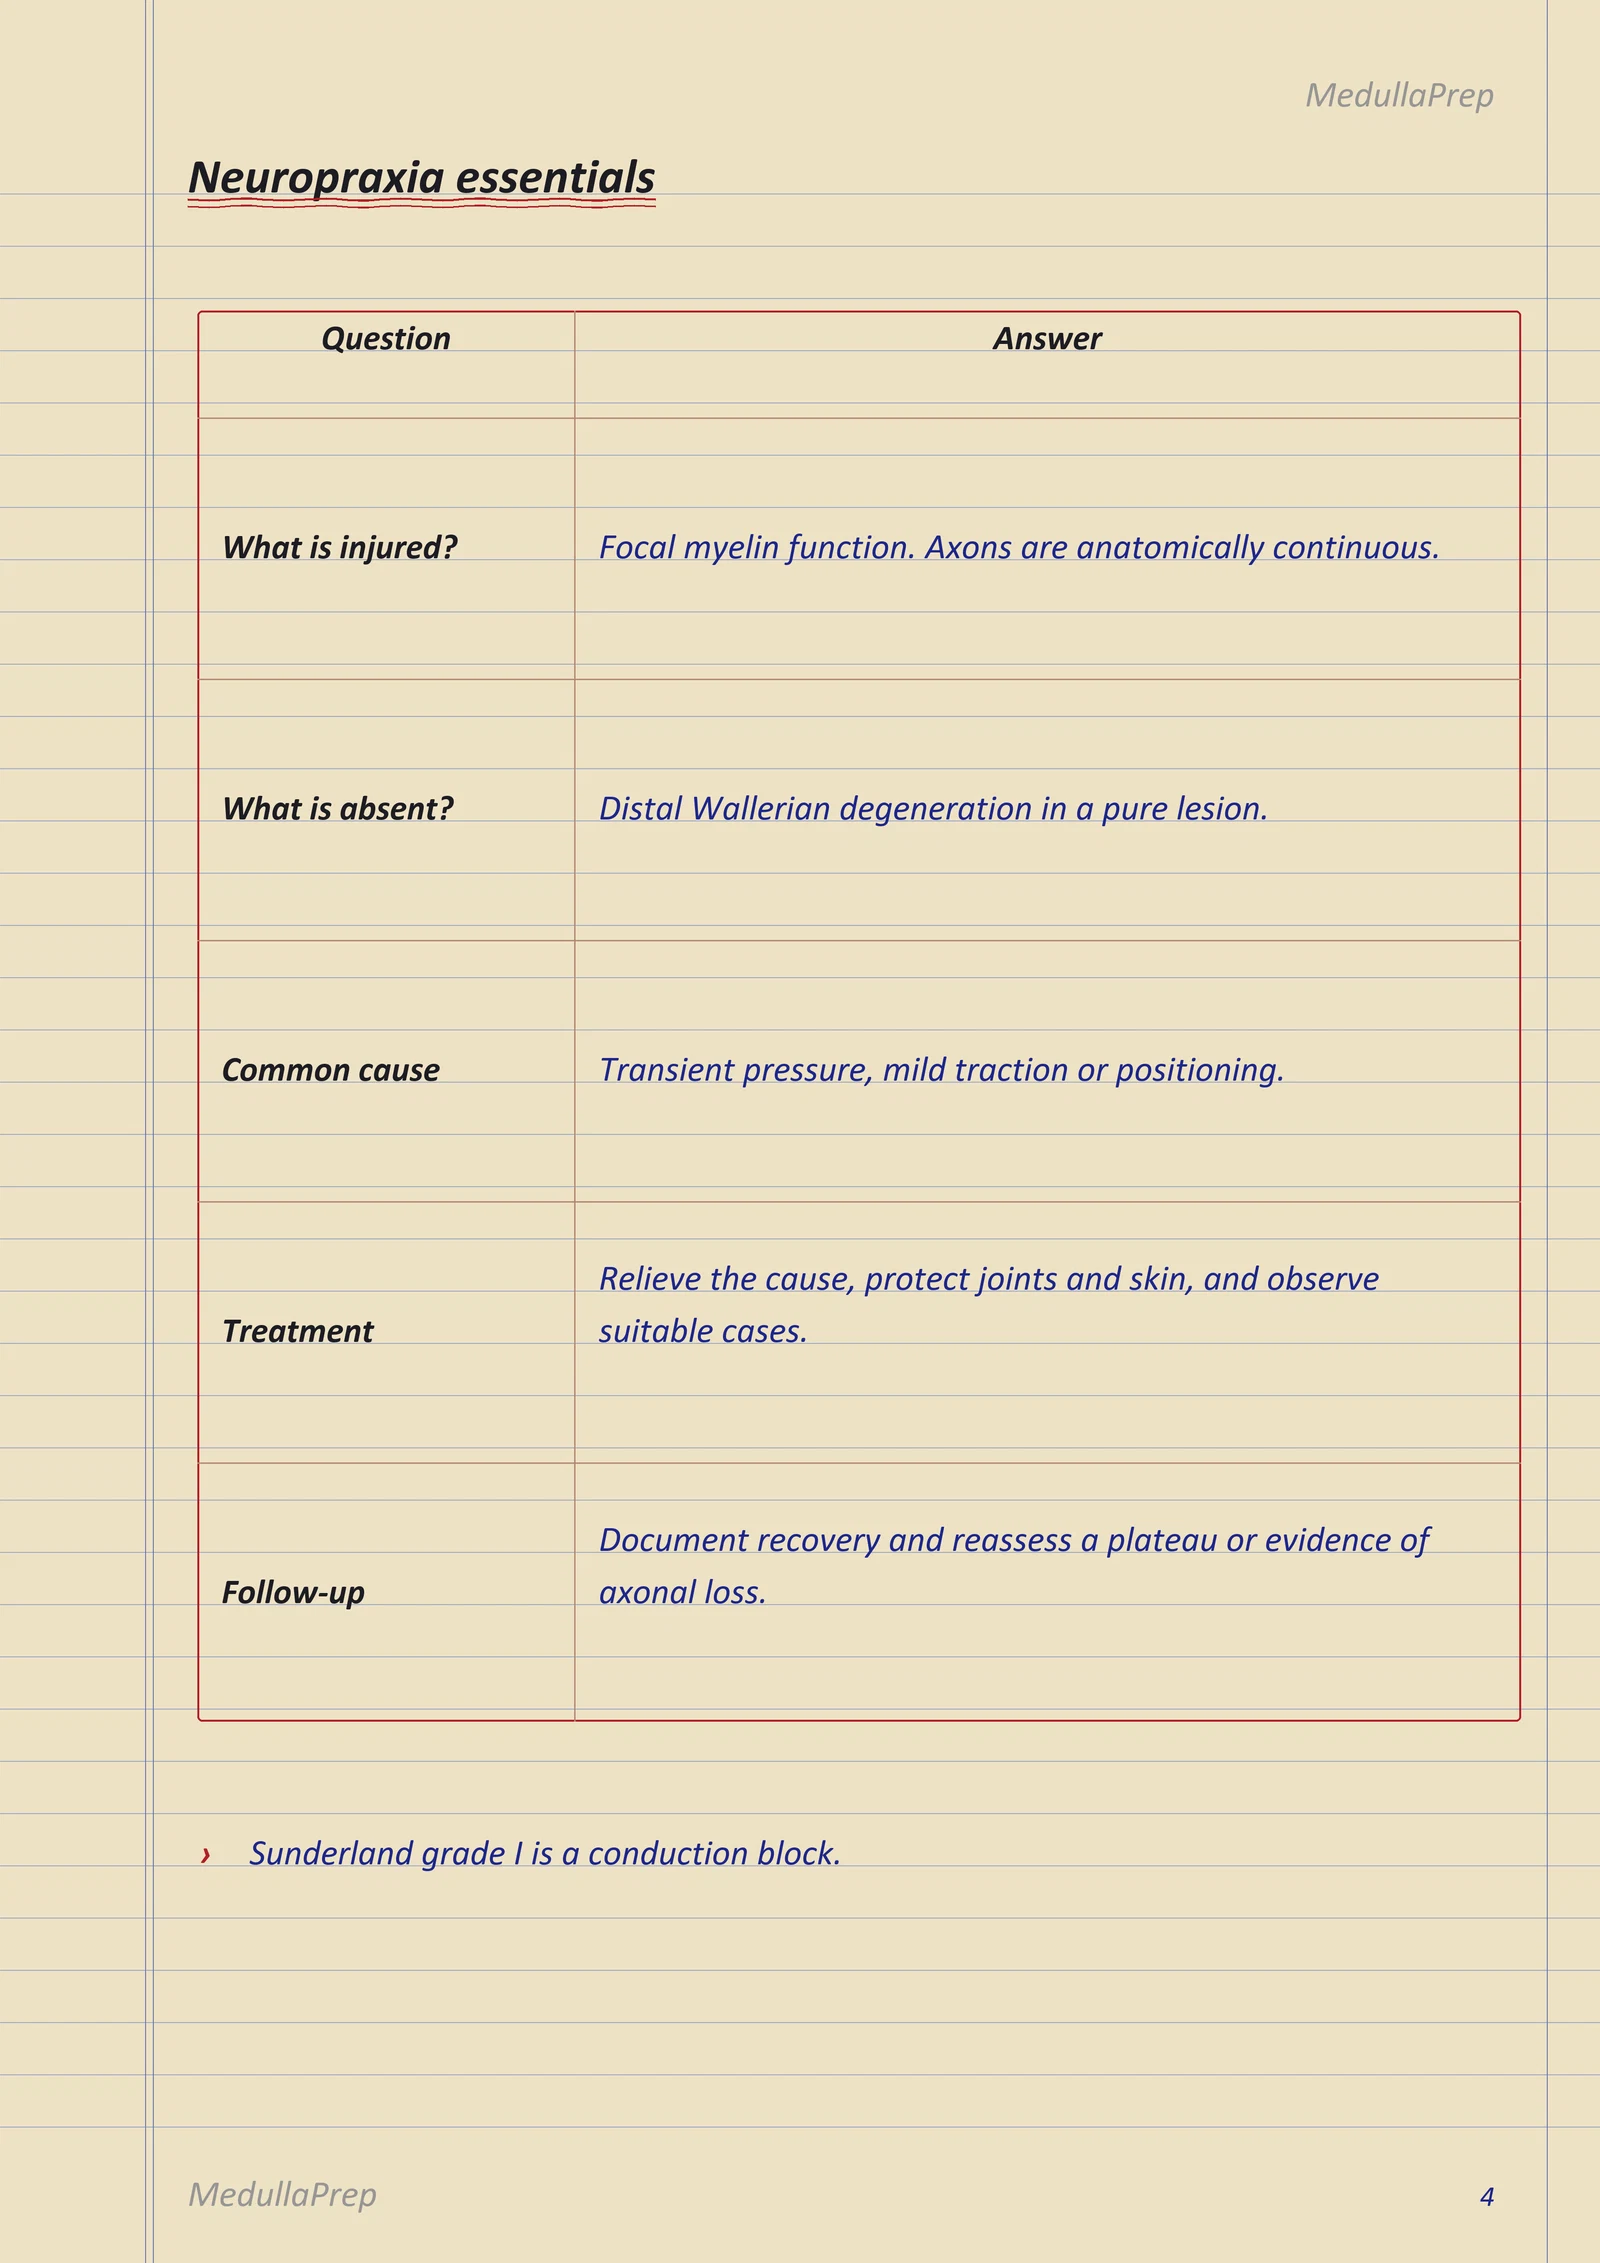 MedullaPrep
Neuropraxia essentials
Question
Answer
What is injured?
Focal myelin function. Axons are anatomically continuous.
What is absent?
Distal Wallerian degeneration in a pure lesion.
Common cause
Transient pressure, mild traction or positioning.
Treatment
Relieve the cause, protect joints and skin, and observe
suitable cases.
Follow-up
Document recovery and reassess a plateau or evidence of
axonal loss.
› Sunderland grade I is a conduction block.
MedullaPrep
4